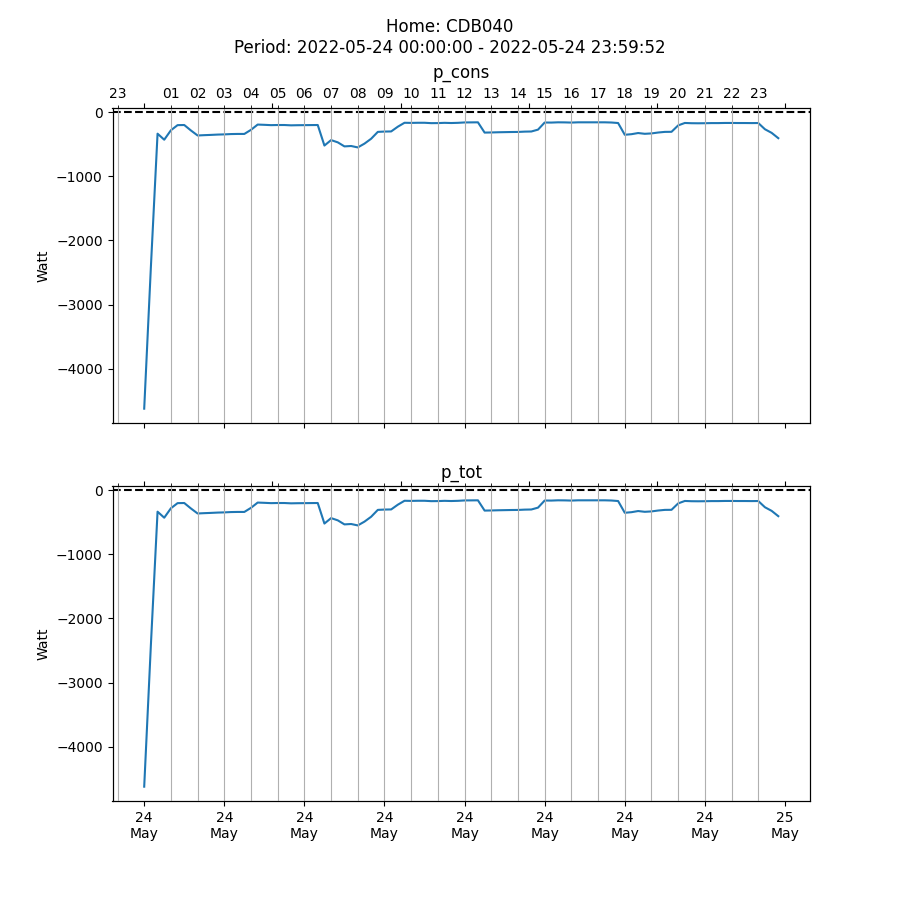 Home: CDB040
Period: 2022-05-24 00:00:00 - 2022-05-24 23:59:52
p_cons
23 01 02 03 04 05 06 07 08 09 10 11 12 13 14 15 16 17 18 19 20 21 22 23
0
−1000
−2000
−3000
−4000
Watt
p_tot
0
−1000
−2000
−3000
−4000
Watt
24 24 24 24 24 24 24 24 25
May May May May May May May May May